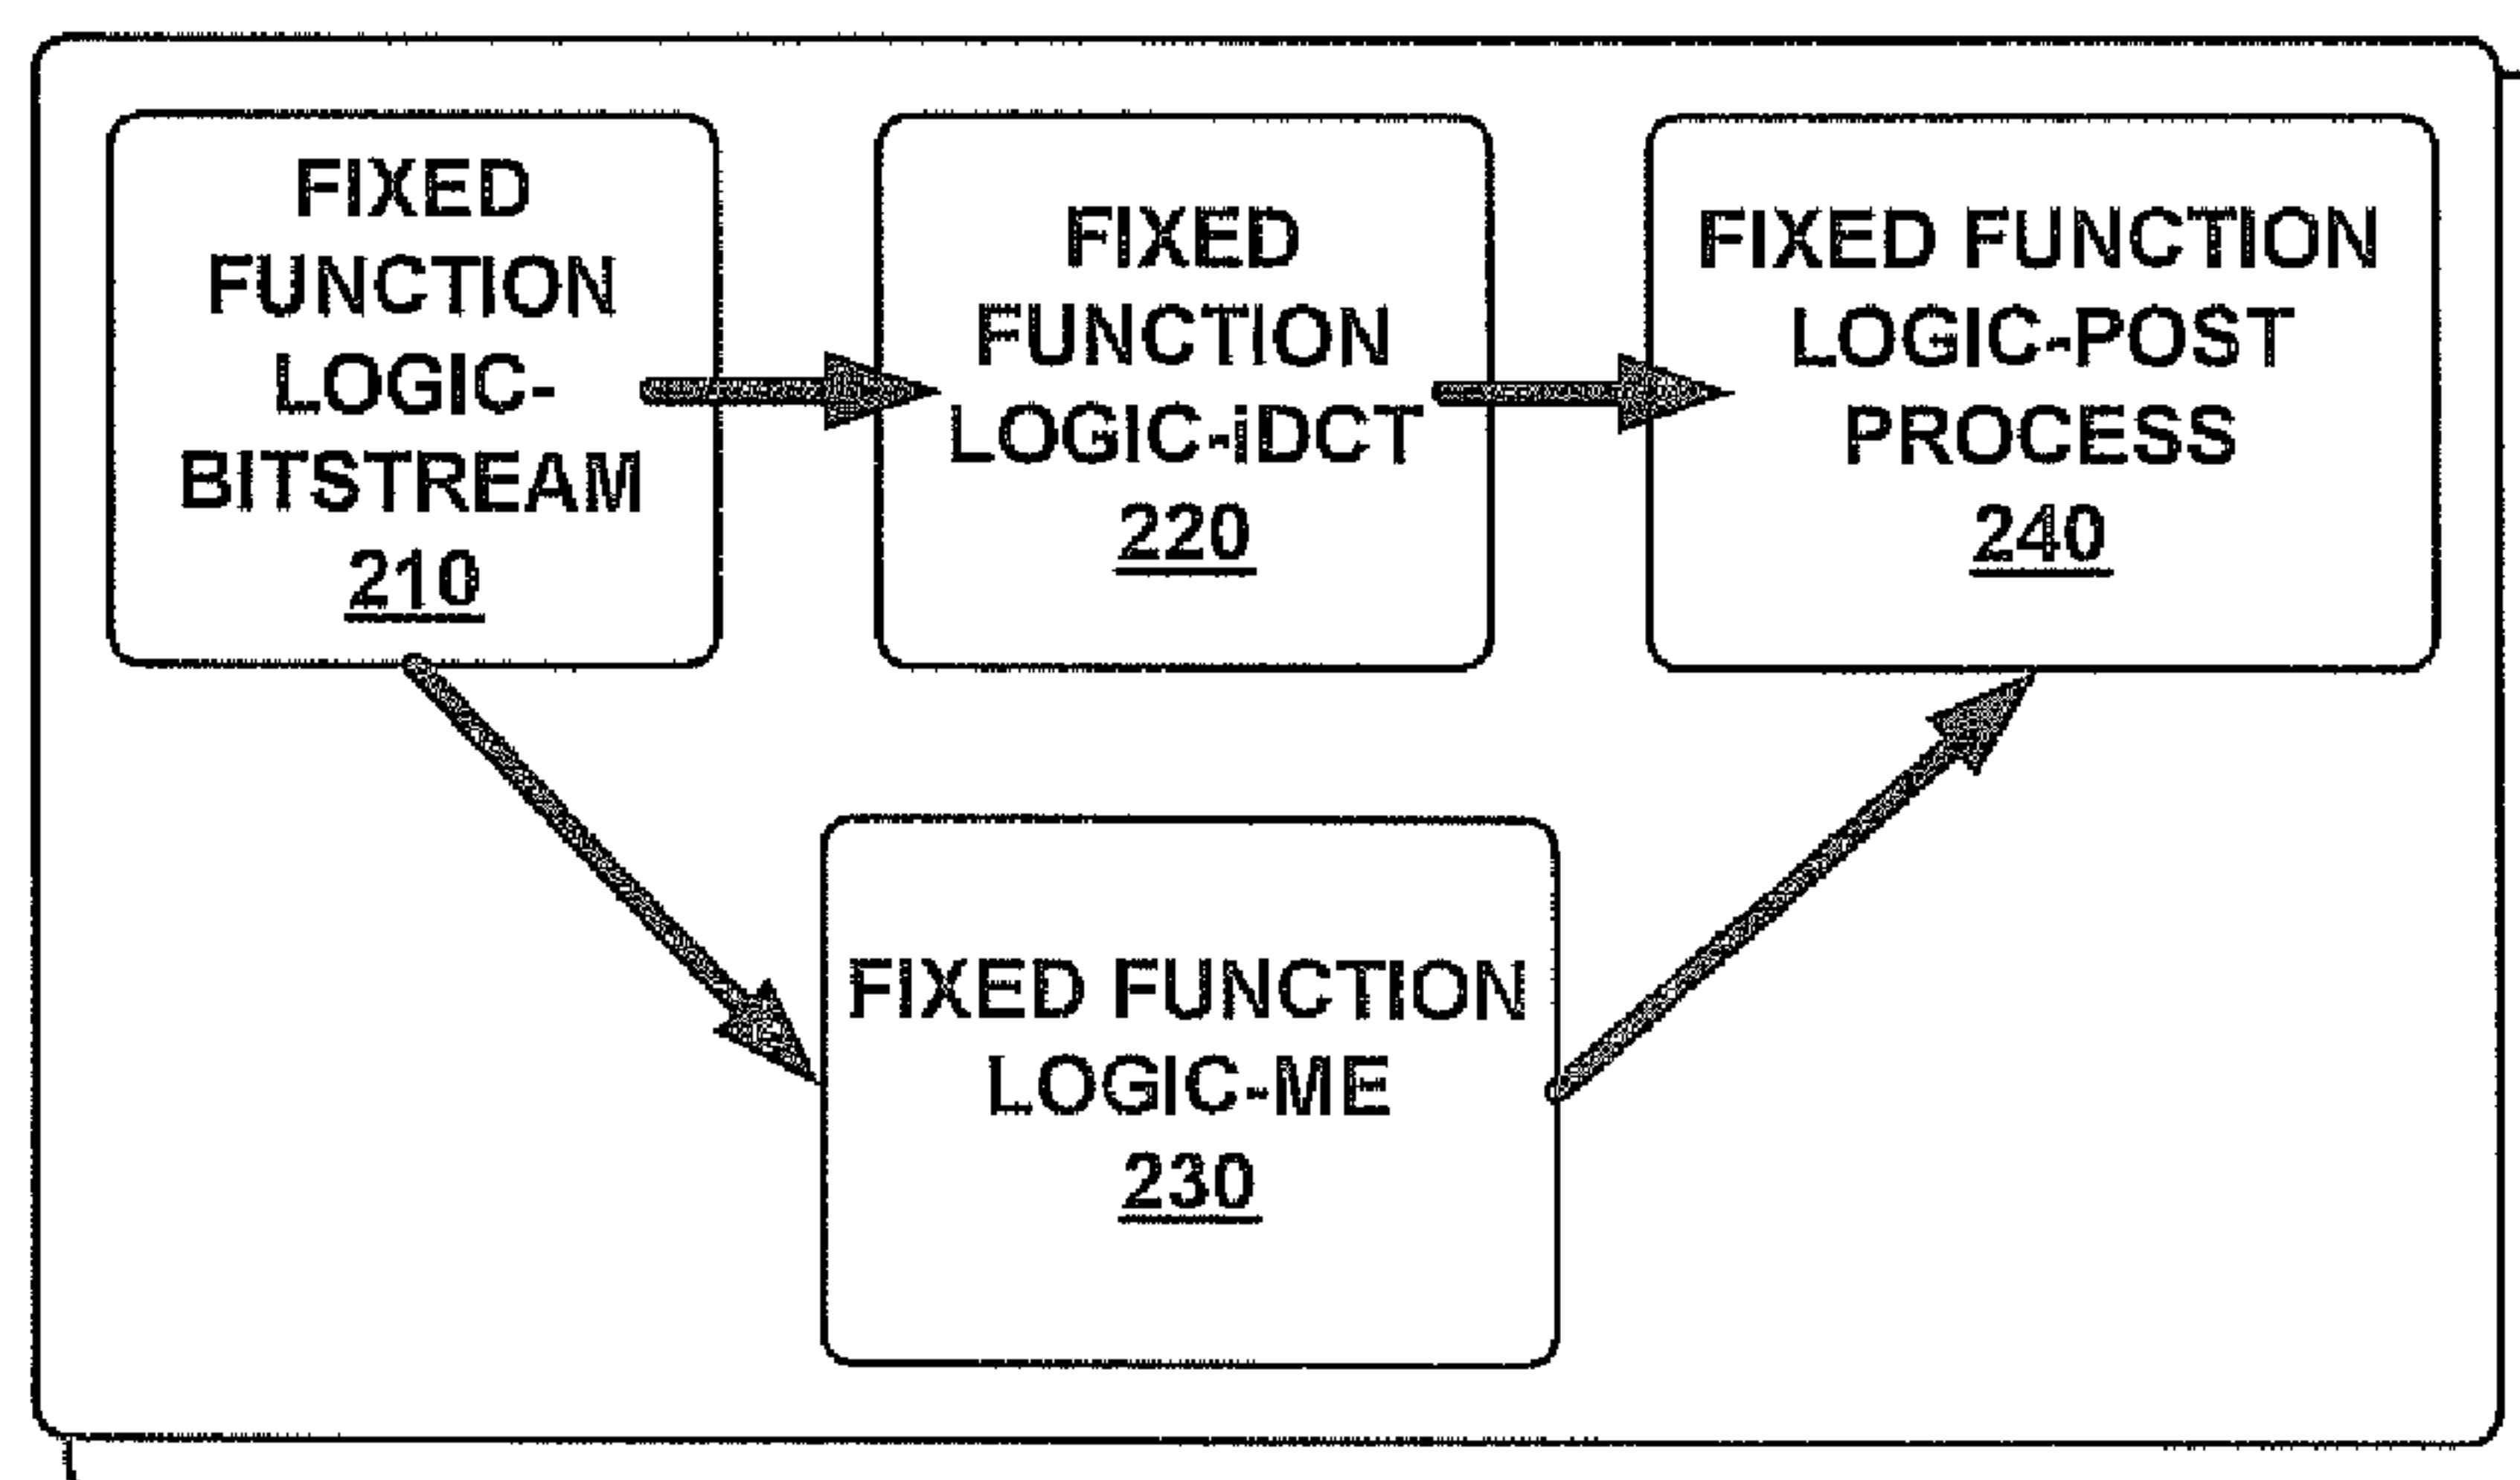 FIXED
FUNCTION
LOGIC-
BITSTREAM
210
FIXED
FUNCTION
LOGIC-iDCT
220
FIXED FUNCTION
LOGIC-POST
PROCESS
240
FIXED FUNCTION
LOGIC-ME
230